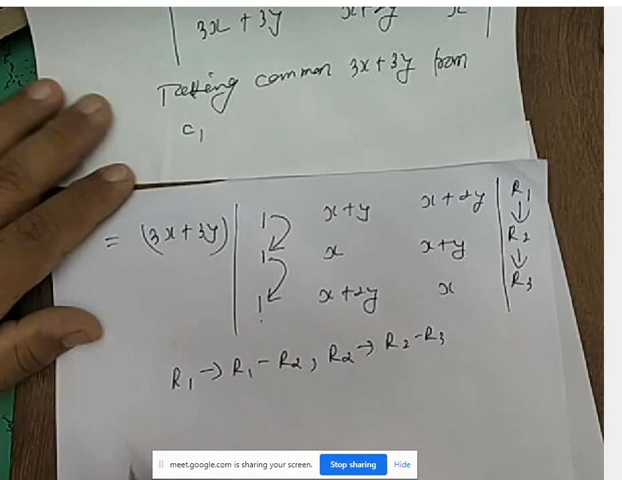 3x + 3y x+2y x
Taking common 3x+3y from
c₁
= (3x+3y) | 1 x+y x+2y | R₁
1 x x+y R₂
1 x+2y x R₃
R₁ → R₁ - R₂, R₂ → R₂ - R₃
meet.google.com is sharing your screen. Stop sharing Hide